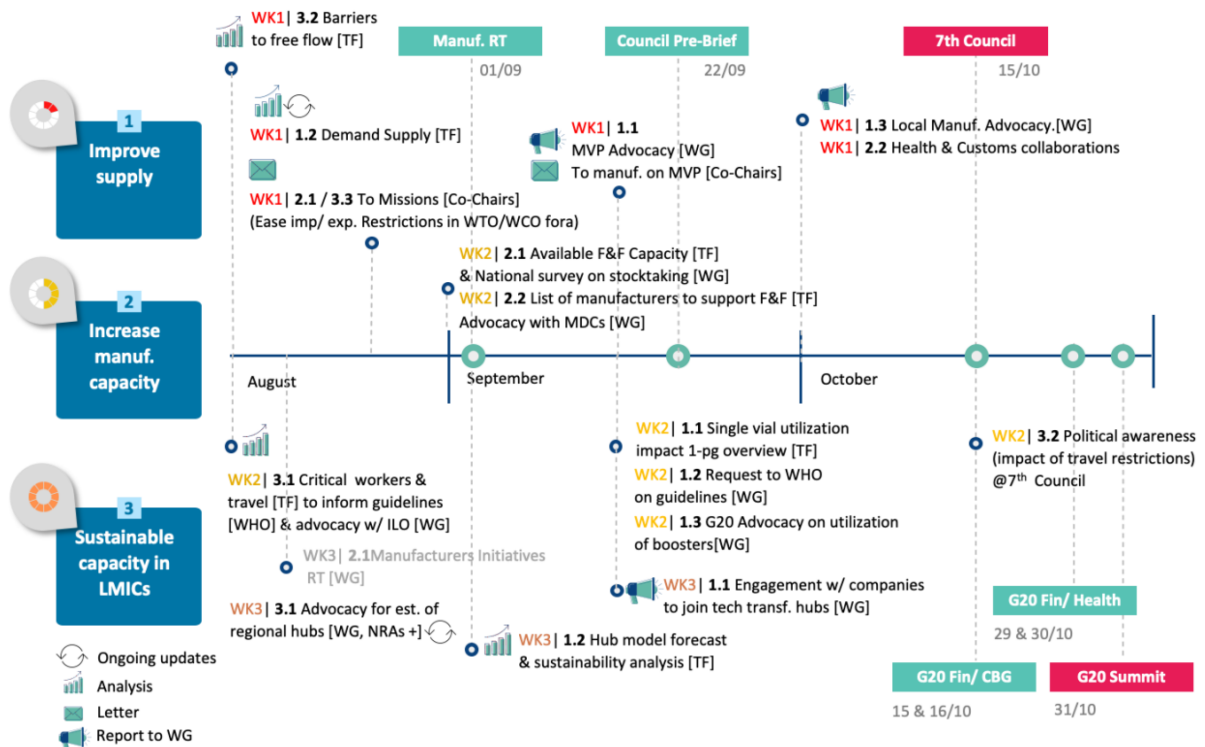 WK1| 3.2 Barriers
to free flow [TF]
Manuf. RT
01/09
Council Pre-Brief
22/09
7th Council
15/10
1
Improve
supply
WK1| 1.2 Demand Supply [TF]
WK1| 2.1 / 3.3 To Missions [Co-Chairs]
(Ease imp/ exp. Restrictions in WTO/WCO fora)
WK1| 1.1
MVP Advocacy [WG]
To manuf. on MVP [Co-Chairs]
WK1| 1.3 Local Manuf. Advocacy.[WG]
WK1| 2.2 Health & Customs collaborations
2
Increase
manuf.
capacity
WK2| 2.1 Available F&F Capacity [TF]
& National survey on stocktaking [WG]
WK2| 2.2 List of manufacturers to support F&F [TF]
Advocacy with MDCs [WG]
August
September
October
3
Sustainable
capacity in
LMICs
WK2| 3.1 Critical workers &
travel [TF] to inform guidelines
[WHO] & advocacy w/ ILO [WG]
WK3| 2.1Manufacturers Initiatives
RT [WG]
WK3| 3.1 Advocacy for est. of
regional hubs [WG, NRAs +]
WK3| 1.2 Hub model forecast
& sustainability analysis [TF]
WK2| 1.1 Single vial utilization
impact 1-pg overview [TF]
WK2| 1.2 Request to WHO
on guidelines [WG]
WK2| 1.3 G20 Advocacy on utilization
of boosters[WG]
WK3| 1.1 Engagement w/ companies
to join tech transf. hubs [WG]
WK2| 3.2 Political awareness
(impact of travel restrictions)
@7th Council
G20 Fin/ Health
29 & 30/10
G20 Fin/ CBG
15 & 16/10
G20 Summit
31/10
Ongoing updates
Analysis
Letter
Report to WG